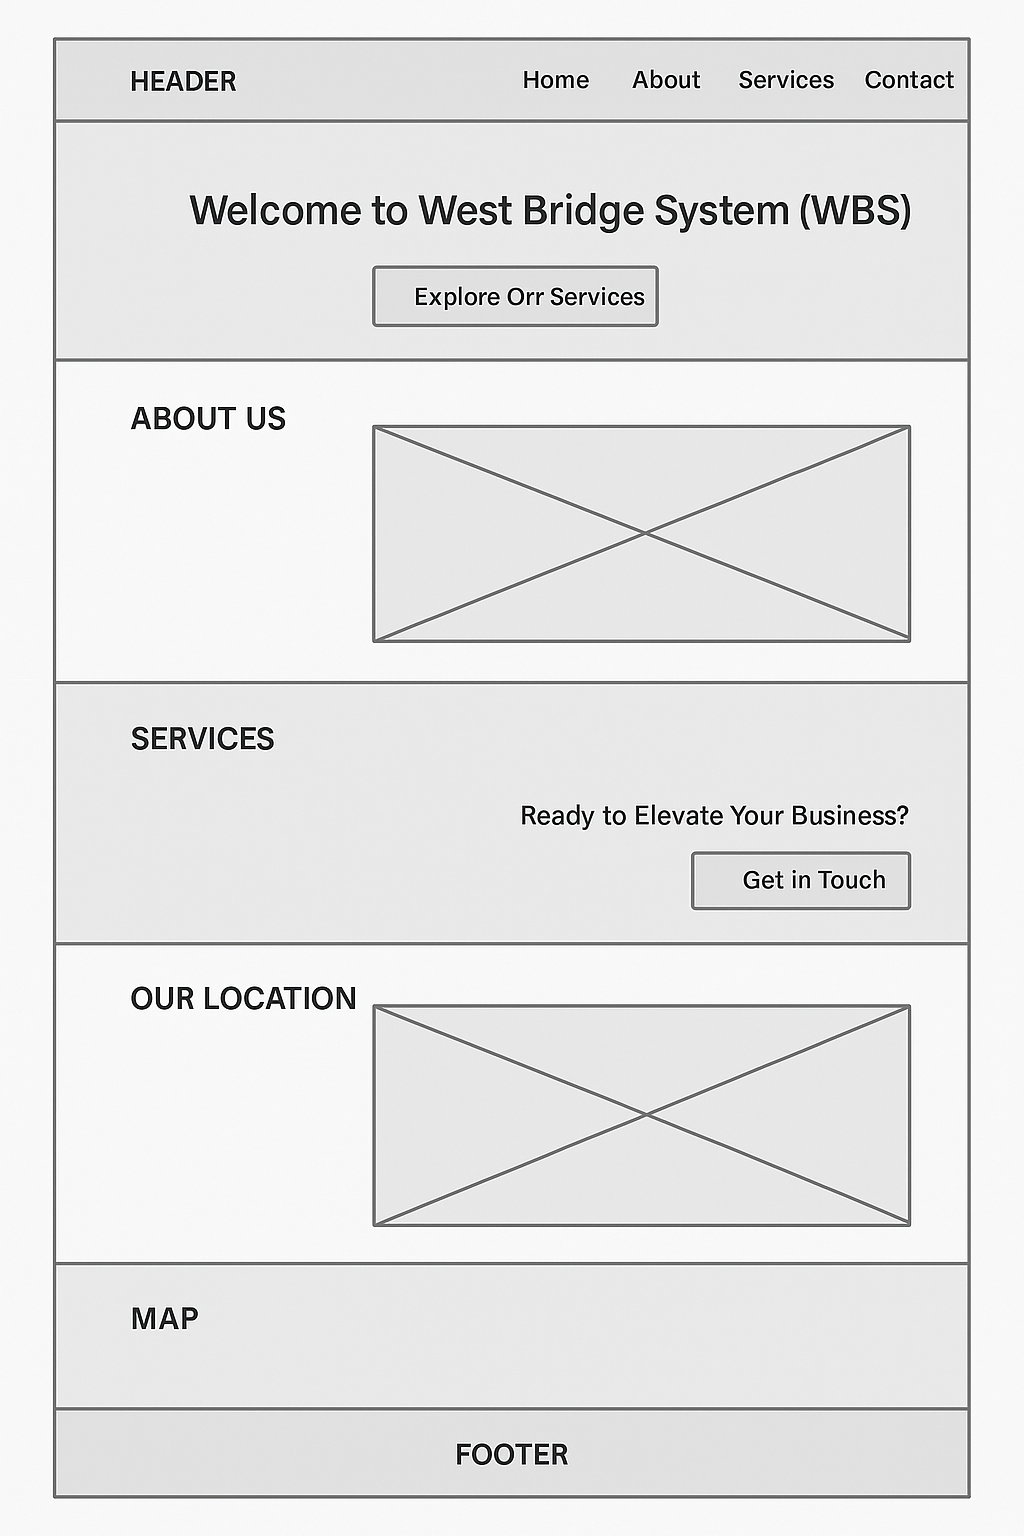 HEADER
Home About Services Contact
Welcome to West Bridge System (WBS)
Explore Orr Services
ABOUT US
SERVICES
Ready to Elevate Your Business?
Get in Touch
OUR LOCATION
MAP
FOOTER